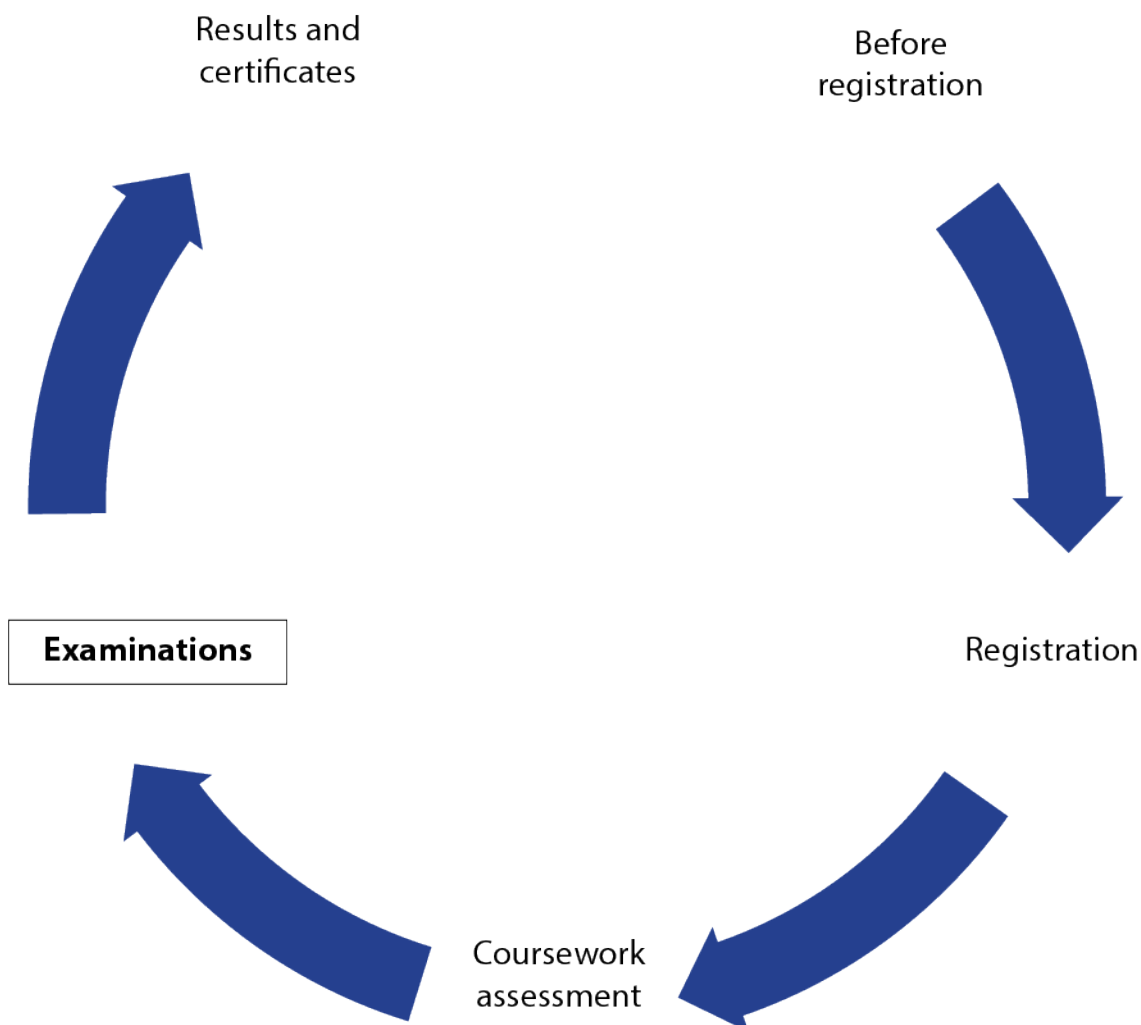 Results and
certificates
Before
registration
Examinations
Registration
Coursework
assessment